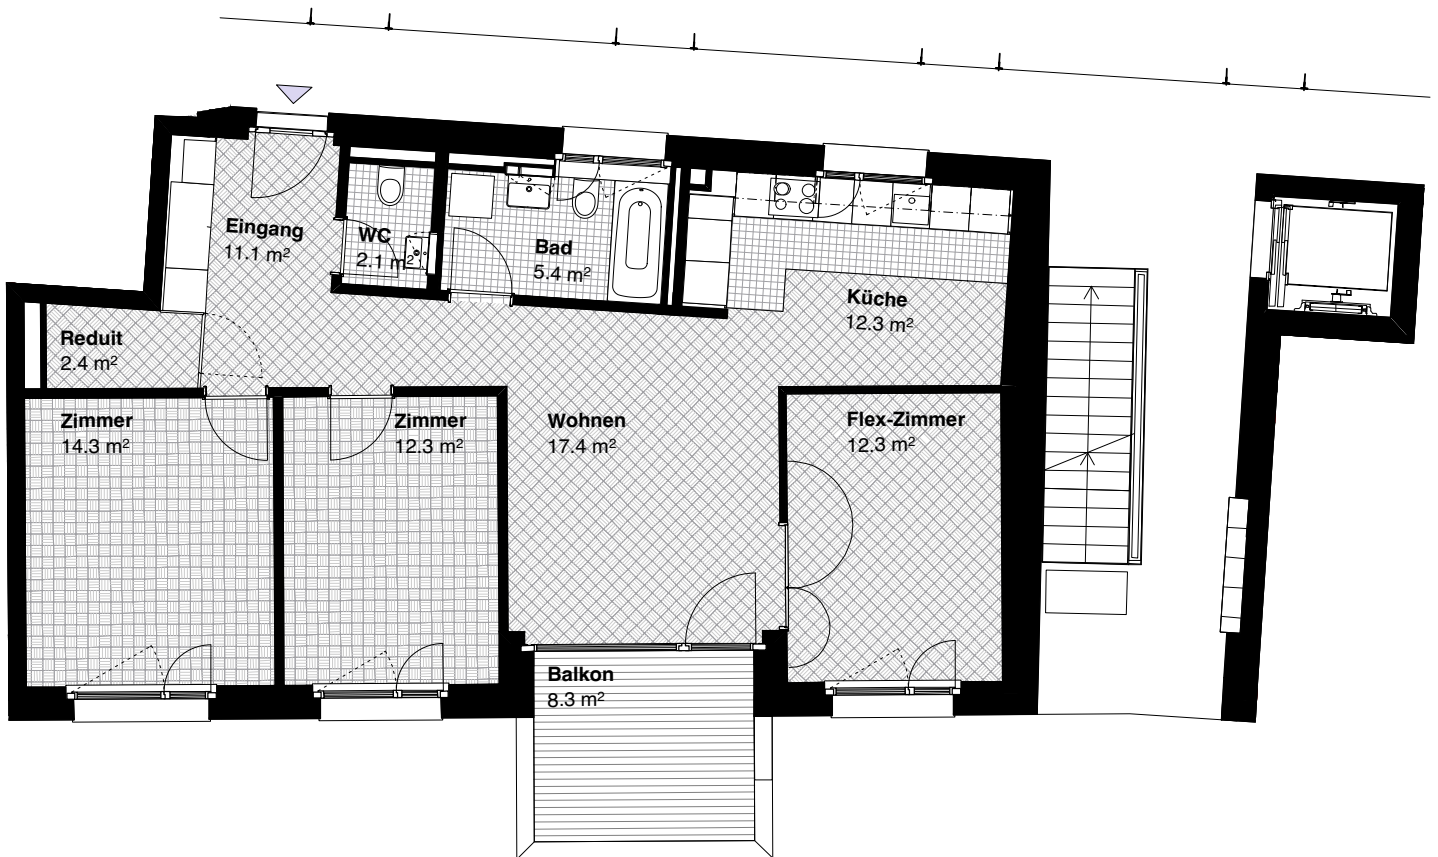 Eingang
11.1 m²
WC
2.1 m²
Bad
5.4 m²
Küche
12.3 m²
Reduit
2.4 m²
Zimmer
14.3 m²
Zimmer
12.3 m²
Wohnen
17.4 m²
Flex-Zimmer
12.3 m²
Balkon
8.3 m²